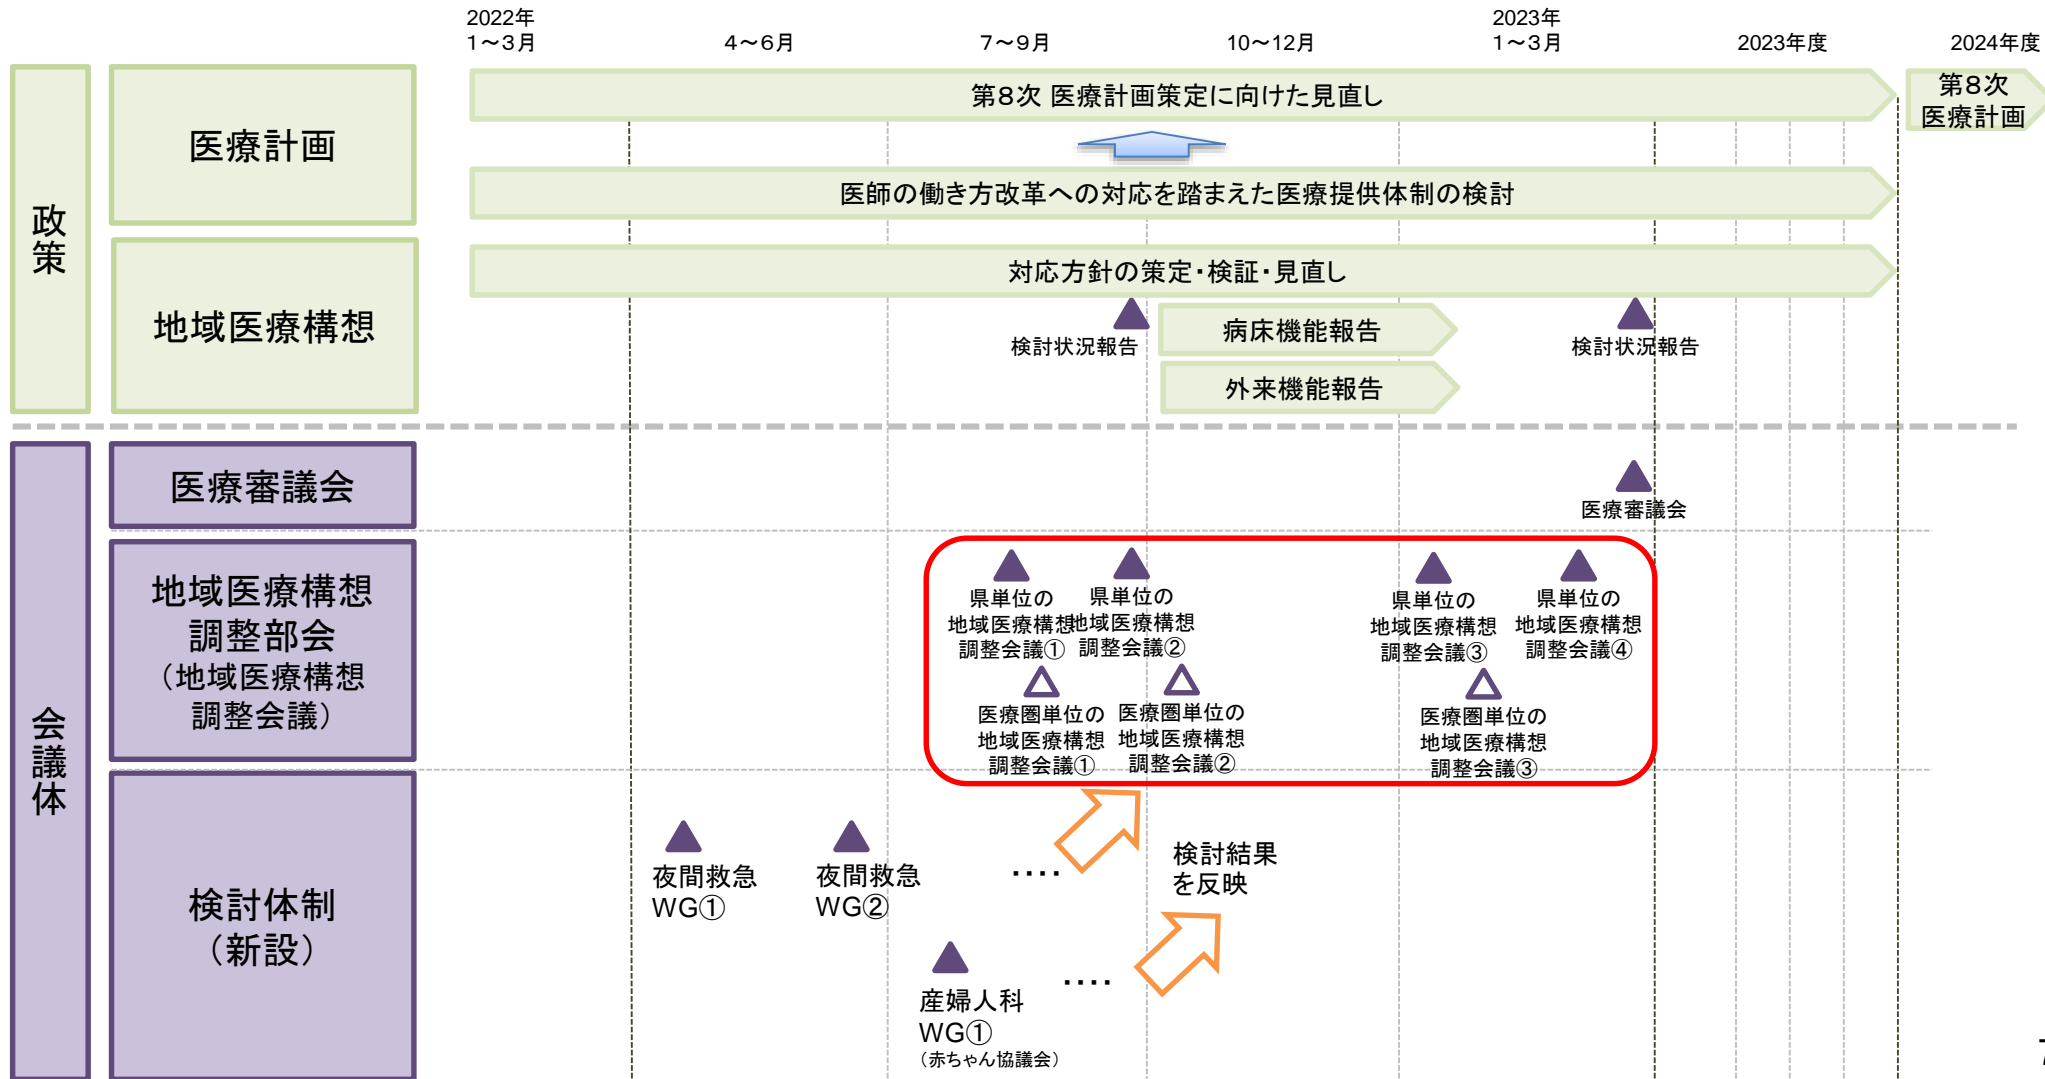 2022年
1～3月
4～6月
7～9月
10～12月
2023年
1～3月
2023年度
2024年度
政策
医療計画
第8次 医療計画策定に向けた見直し
第8次
医療計画
医師の働き方改革への対応を踏まえた医療提供体制の検討
地域医療構想
対応方針の策定・検証・見直し
検討状況報告
病床機能報告
外来機能報告
検討状況報告
会議体
医療審議会
医療審議会
地域医療構想
調整部会
（地域医療構想
調整会議）
県単位の
地域医療構想
調整会議①
県単位の
地域医療構想
調整会議②
県単位の
地域医療構想
調整会議③
県単位の
地域医療構想
調整会議④
医療圏単位の
地域医療構想
調整会議①
医療圏単位の
地域医療構想
調整会議②
医療圏単位の
地域医療構想
調整会議③
検討体制
（新設）
夜間救急
WG①
夜間救急
WG②
‥‥
検討結果
を反映
産婦人科
WG①
（赤ちゃん協議会）
‥‥